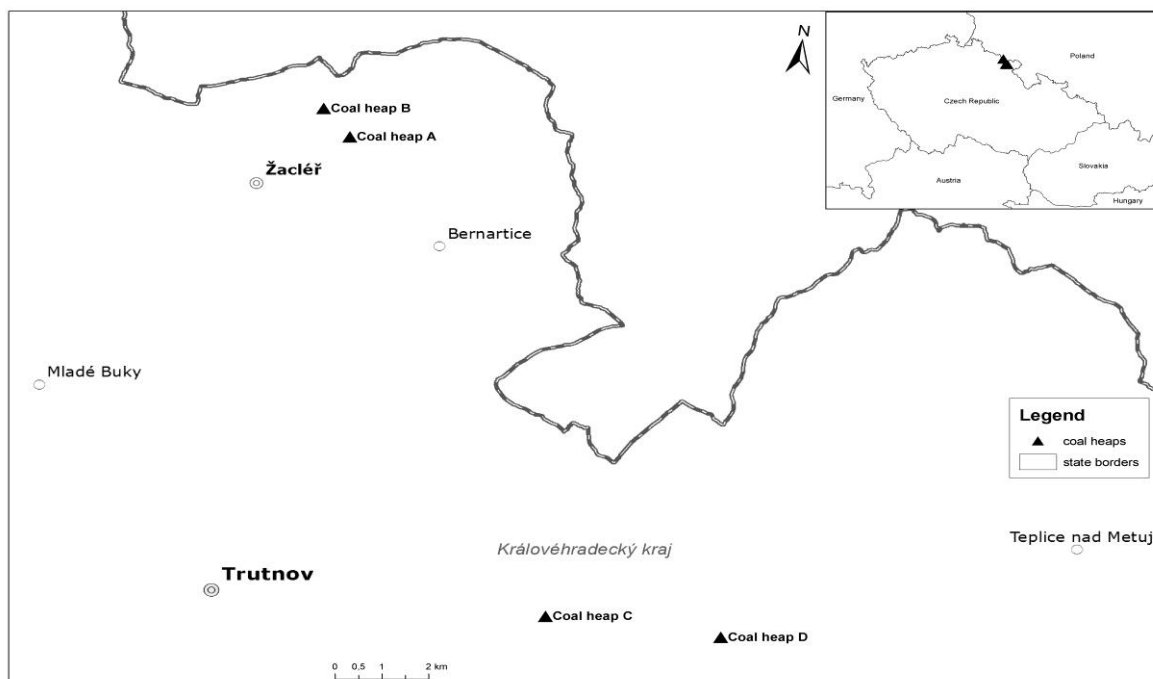 N
Poland
Germany
Czech Republic
Slovakia
Austria
Hungary
Coal heap B
Coal heap A
Žacléř
Bernartice
Mladé Buky
Legend
coal heaps
state borders
Královéhradecký kraj
Teplice nad Metují
Trutnov
Coal heap C
Coal heap D
0 0,5 1 2 km